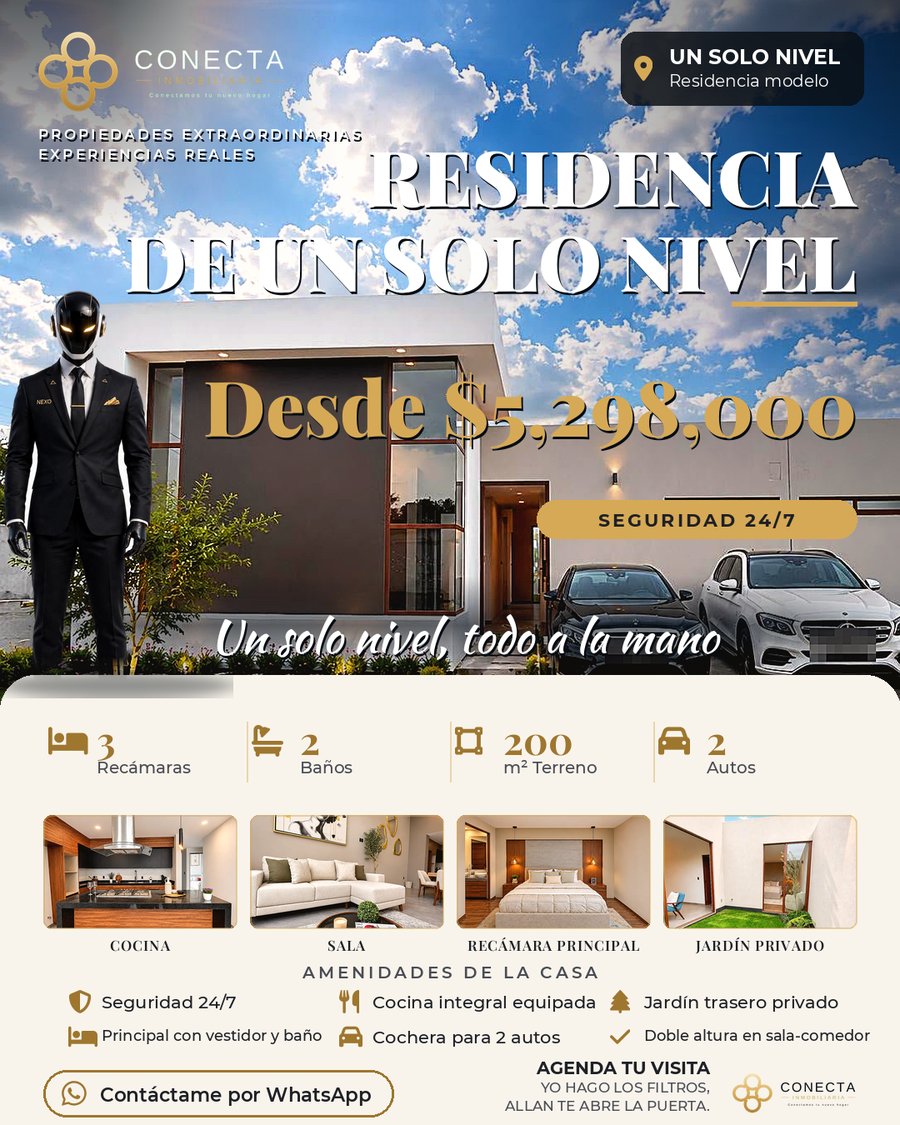 CONECTA
INMOBILIARIA
Conectamos tu nuevo hogar
UN SOLO NIVEL
Residencia modelo
PROPIEDADES EXTRAORDINARIAS
EXPERIENCIAS REALES
RESIDENCIA
DE UN SOLO NIVEL
Desde $5,298,000
NEXO
SEGURIDAD 24/7
Un solo nivel, todo a la mano
3
Recámaras
2
Baños
200
m² Terreno
2
Autos
COCINA
SALA
RECÁMARA PRINCIPAL
JARDÍN PRIVADO
AMENIDADES DE LA CASA
Seguridad 24/7
Cocina integral equipada
Jardín trasero privado
Principal con vestidor y baño
Cochera para 2 autos
Doble altura en sala-comedor
Contáctame por WhatsApp
AGENDA TU VISITA
YO HAGO LOS FILTROS,
ALLAN TE ABRE LA PUERTA.
CONECTA
INMOBILIARIA
Conectamos tu nuevo hogar